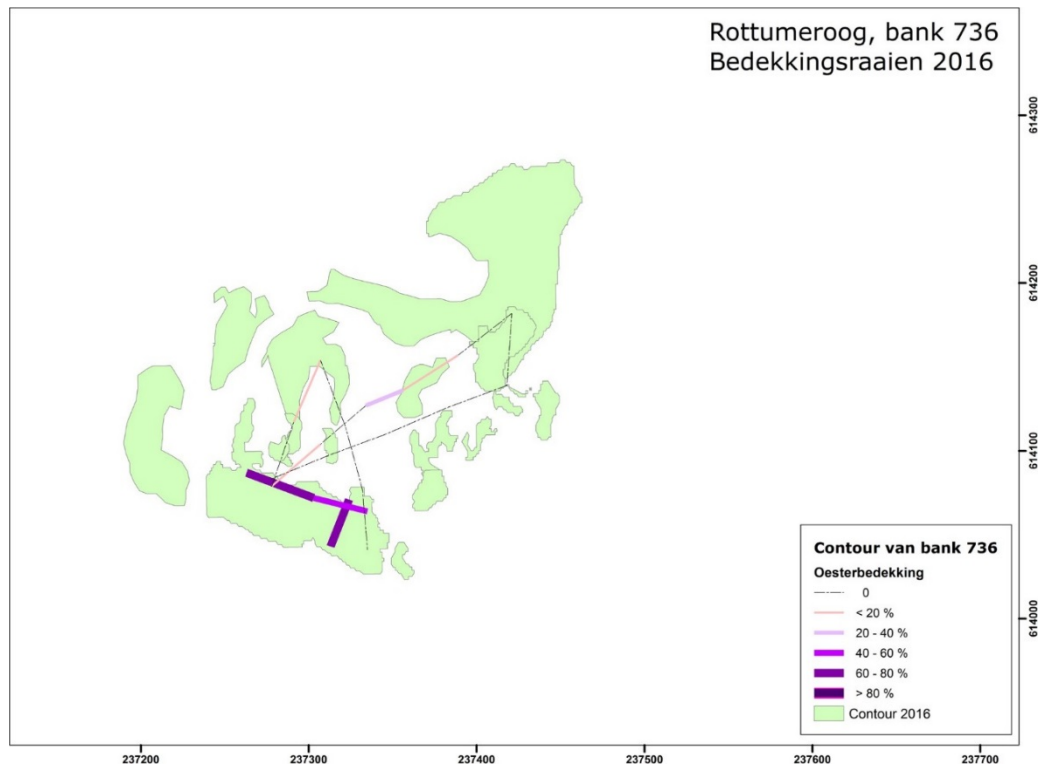 Rottumeroog, bank 736
Bedekkingsraaien 2016
614300
614200
614100
614000
Contour van bank 736
Oesterbedekking
0
< 20 %
20 - 40 %
40 - 60 %
60 - 80 %
> 80 %
Contour 2016
237200
237300
237400
237500
237600
237700